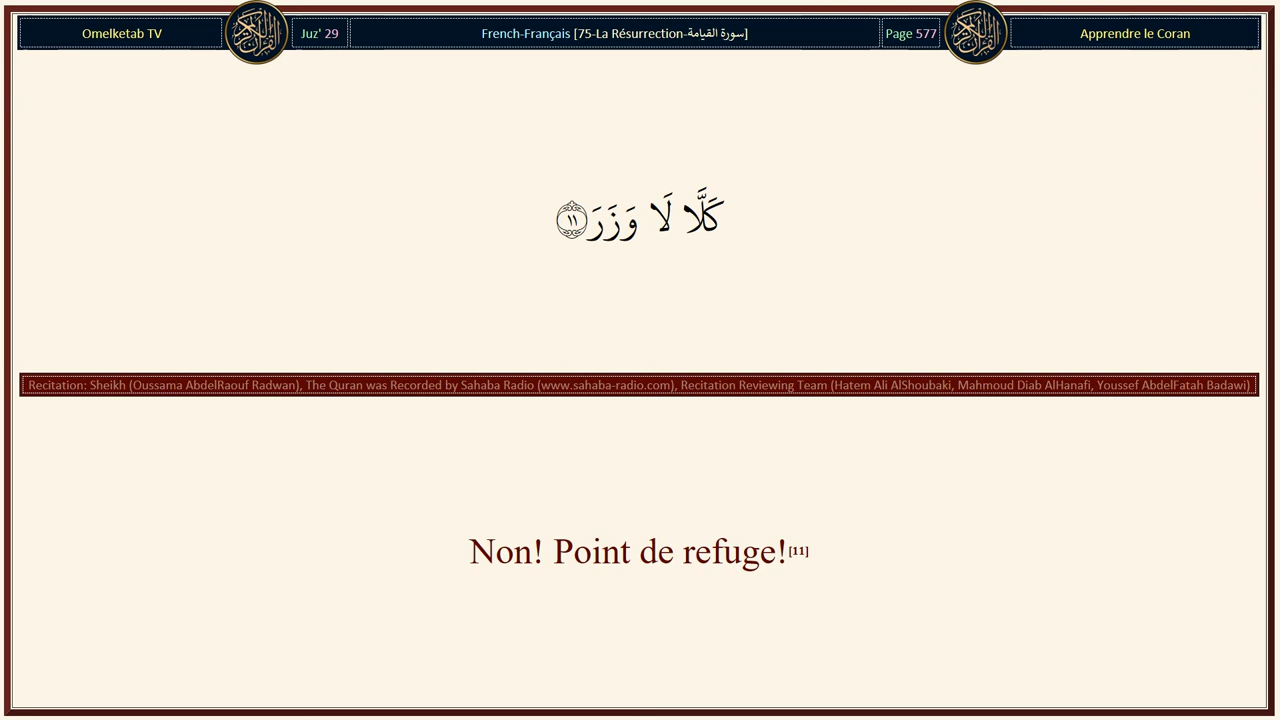 Omelketab TV
Juz' 29
French-Français [75-La Résurrection-سورة القيامة]
Page 577
Apprendre le Coran
كَلَّا لَا وَزَرَ ١١
Recitation: Sheikh (Oussama AbdelRaouf Radwan), The Quran was Recorded by Sahaba Radio (www.sahaba-radio.com), Recitation Reviewing Team (Hatem Ali AlShoubaki, Mahmoud Diab AlHanafi, Youssef AbdelFatah Badawi)
Non! Point de refuge![11]